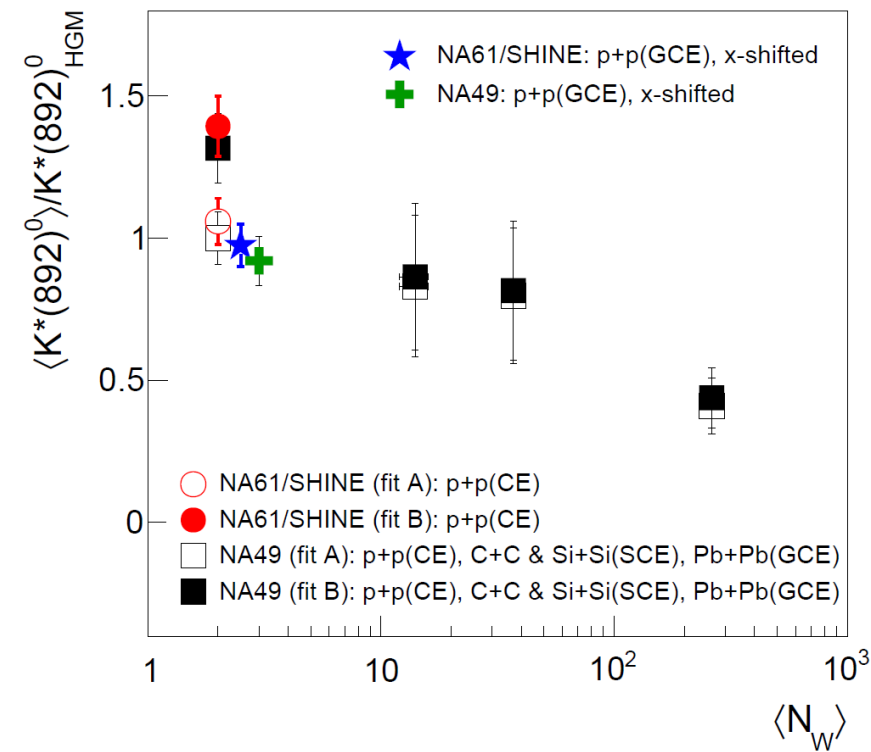 ⟨K*(892)⁰⟩/K*(892)⁰HGM
NA61/SHINE: p+p(GCE), x-shifted
NA49: p+p(GCE), x-shifted
1.5
1
0.5
0
NA61/SHINE (fit A): p+p(CE)
NA61/SHINE (fit B): p+p(CE)
NA49 (fit A): p+p(CE), C+C & Si+Si(SCE), Pb+Pb(GCE)
NA49 (fit B): p+p(CE), C+C & Si+Si(SCE), Pb+Pb(GCE)
1 10 10² 10³
⟨N_W⟩